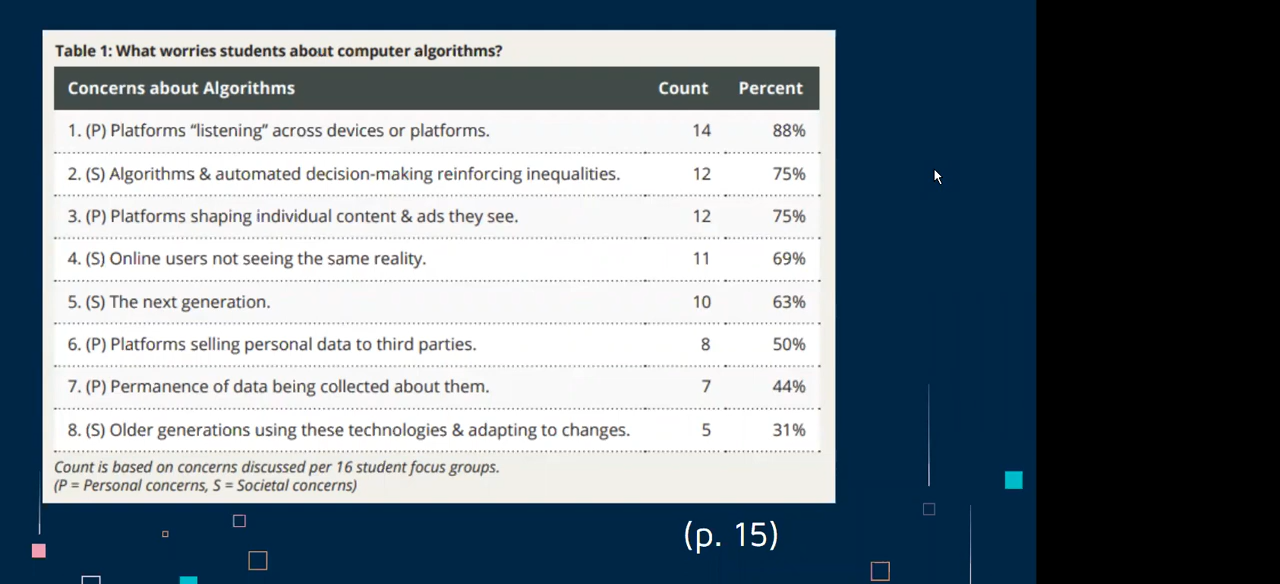 Table 1: What worries students about computer algorithms?
Concerns about Algorithms Count Percent
1. (P) Platforms “listening” across devices or platforms. 14 88%
2. (S) Algorithms & automated decision-making reinforcing inequalities. 12 75%
3. (P) Platforms shaping individual content & ads they see. 12 75%
4. (S) Online users not seeing the same reality. 11 69%
5. (S) The next generation. 10 63%
6. (P) Platforms selling personal data to third parties. 8 50%
7. (P) Permanence of data being collected about them. 7 44%
8. (S) Older generations using these technologies & adapting to changes. 5 31%
Count is based on concerns discussed per 16 student focus groups.
(P = Personal concerns, S = Societal concerns)
(p. 15)